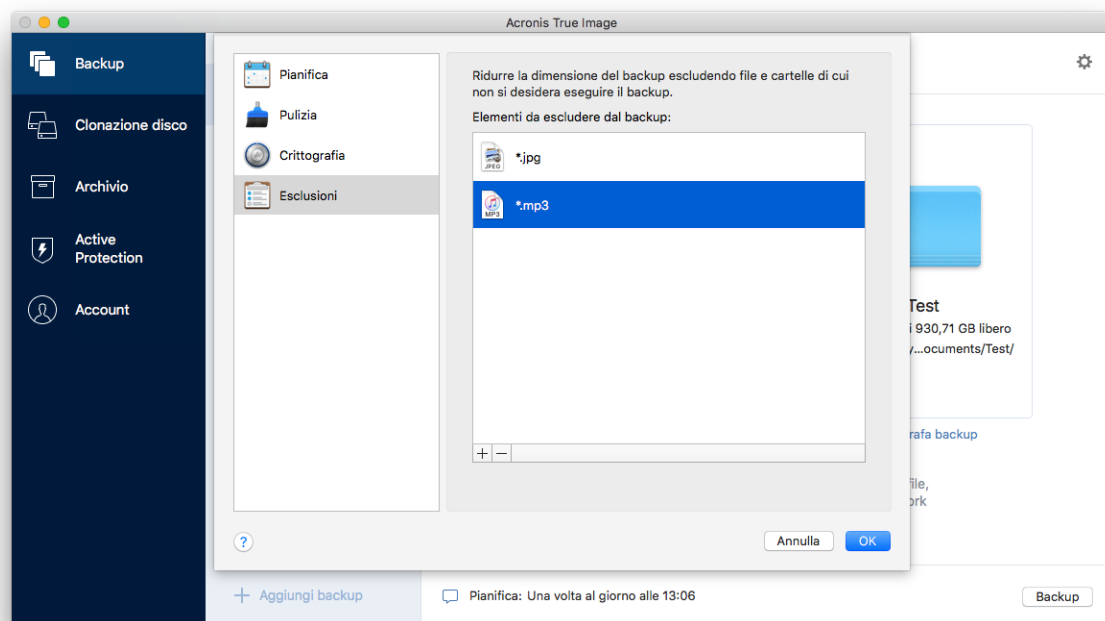 Acronis True Image
Backup
Clonazione disco
Archivio
Active
Protection
Account
Pianifica
Pulizia
Crittografia
Esclusioni
Ridurre la dimensione del backup escludendo file e cartelle di cui
non si desidera eseguire il backup.
Elementi da escludere dal backup:
JPEG
*.jpg
MP3
*.mp3
+ −
?
Annulla
OK
Test
i 930,71 GB libero
y...ocuments/Test/
rafa backup
file,
ork
+ Aggiungi backup
Pianifica: Una volta al giorno alle 13:06
Backup